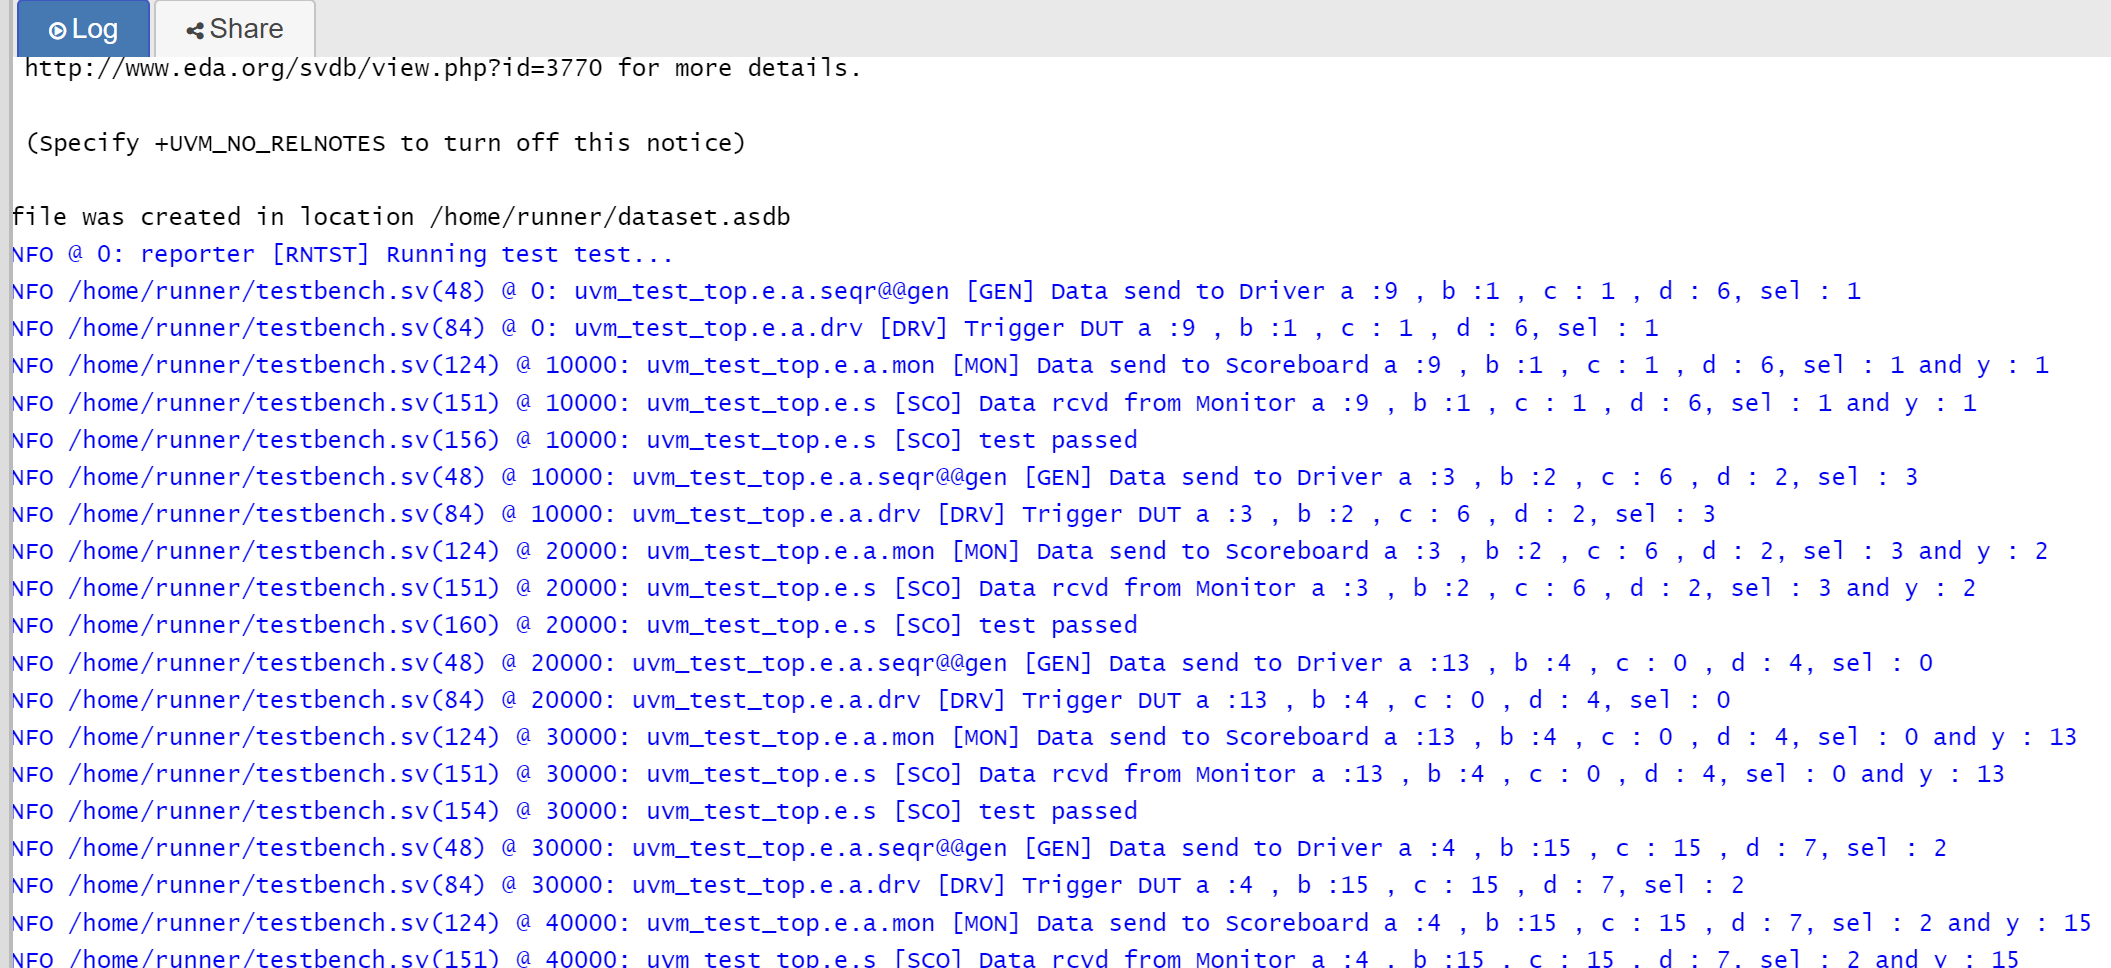 Log
Share
http://www.eda.org/svdb/view.php?id=3770 for more details.
(Specify +UVM_NO_RELNOTES to turn off this notice)
file was created in location /home/runner/dataset.asdb
NFO @ 0: reporter [RNTST] Running test test...
NFO /home/runner/testbench.sv(48) @ 0: uvm_test_top.e.a.seqr@@gen [GEN] Data send to Driver a :9 , b :1 , c : 1 , d : 6, sel : 1
NFO /home/runner/testbench.sv(84) @ 0: uvm_test_top.e.a.drv [DRV] Trigger DUT a :9 , b :1 , c : 1 , d : 6, sel : 1
NFO /home/runner/testbench.sv(124) @ 10000: uvm_test_top.e.a.mon [MON] Data send to Scoreboard a :9 , b :1 , c : 1 , d : 6, sel : 1 and y : 1
NFO /home/runner/testbench.sv(151) @ 10000: uvm_test_top.e.s [SCO] Data rcvd from Monitor a :9 , b :1 , c : 1 , d : 6, sel : 1 and y : 1
NFO /home/runner/testbench.sv(156) @ 10000: uvm_test_top.e.s [SCO] test passed
NFO /home/runner/testbench.sv(48) @ 10000: uvm_test_top.e.a.seqr@@gen [GEN] Data send to Driver a :3 , b :2 , c : 6 , d : 2, sel : 3
NFO /home/runner/testbench.sv(84) @ 10000: uvm_test_top.e.a.drv [DRV] Trigger DUT a :3 , b :2 , c : 6 , d : 2, sel : 3
NFO /home/runner/testbench.sv(124) @ 20000: uvm_test_top.e.a.mon [MON] Data send to Scoreboard a :3 , b :2 , c : 6 , d : 2, sel : 3 and y : 2
NFO /home/runner/testbench.sv(151) @ 20000: uvm_test_top.e.s [SCO] Data rcvd from Monitor a :3 , b :2 , c : 6 , d : 2, sel : 3 and y : 2
NFO /home/runner/testbench.sv(160) @ 20000: uvm_test_top.e.s [SCO] test passed
NFO /home/runner/testbench.sv(48) @ 20000: uvm_test_top.e.a.seqr@@gen [GEN] Data send to Driver a :13 , b :4 , c : 0 , d : 4, sel : 0
NFO /home/runner/testbench.sv(84) @ 20000: uvm_test_top.e.a.drv [DRV] Trigger DUT a :13 , b :4 , c : 0 , d : 4, sel : 0
NFO /home/runner/testbench.sv(124) @ 30000: uvm_test_top.e.a.mon [MON] Data send to Scoreboard a :13 , b :4 , c : 0 , d : 4, sel : 0 and y : 13
NFO /home/runner/testbench.sv(151) @ 30000: uvm_test_top.e.s [SCO] Data rcvd from Monitor a :13 , b :4 , c : 0 , d : 4, sel : 0 and y : 13
NFO /home/runner/testbench.sv(154) @ 30000: uvm_test_top.e.s [SCO] test passed
NFO /home/runner/testbench.sv(48) @ 30000: uvm_test_top.e.a.seqr@@gen [GEN] Data send to Driver a :4 , b :15 , c : 15 , d : 7, sel : 2
NFO /home/runner/testbench.sv(84) @ 30000: uvm_test_top.e.a.drv [DRV] Trigger DUT a :4 , b :15 , c : 15 , d : 7, sel : 2
NFO /home/runner/testbench.sv(124) @ 40000: uvm_test_top.e.a.mon [MON] Data send to Scoreboard a :4 , b :15 , c : 15 , d : 7, sel : 2 and y : 15
NFO /home/runner/testbench.sv(151) @ 40000: uvm_test_top.e.s [SCO] Data rcvd from Monitor a :4 , b :15 , c : 15 , d : 7, sel : 2 and y : 15